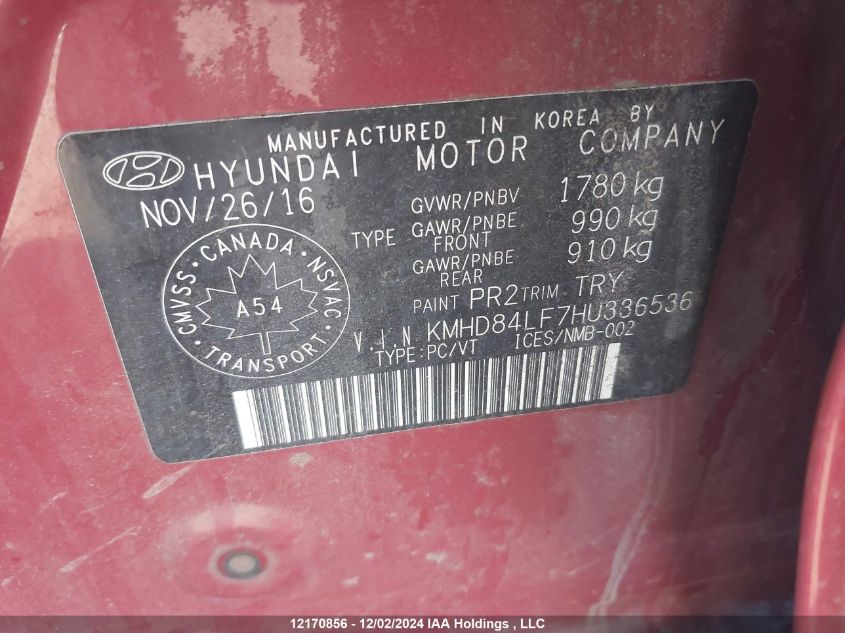 MANUFACTURED IN KOREA BY
HYUNDAI MOTOR COMPANY
NOV/26/16
GVWR/PNBV 1780 kg
TYPE GAWR/PNBE FRONT 990 kg
GAWR/PNBE REAR 910 kg
PAINT PR2 TRIM TRY
V.I.N KMHD84LF7HU336536
TYPE:PC/VT ICES/NMB-002
CMVSS · CANADA · NSVAC · TRANSPORT ·
A54
12170856 - 12/02/2024 IAA Holdings , LLC